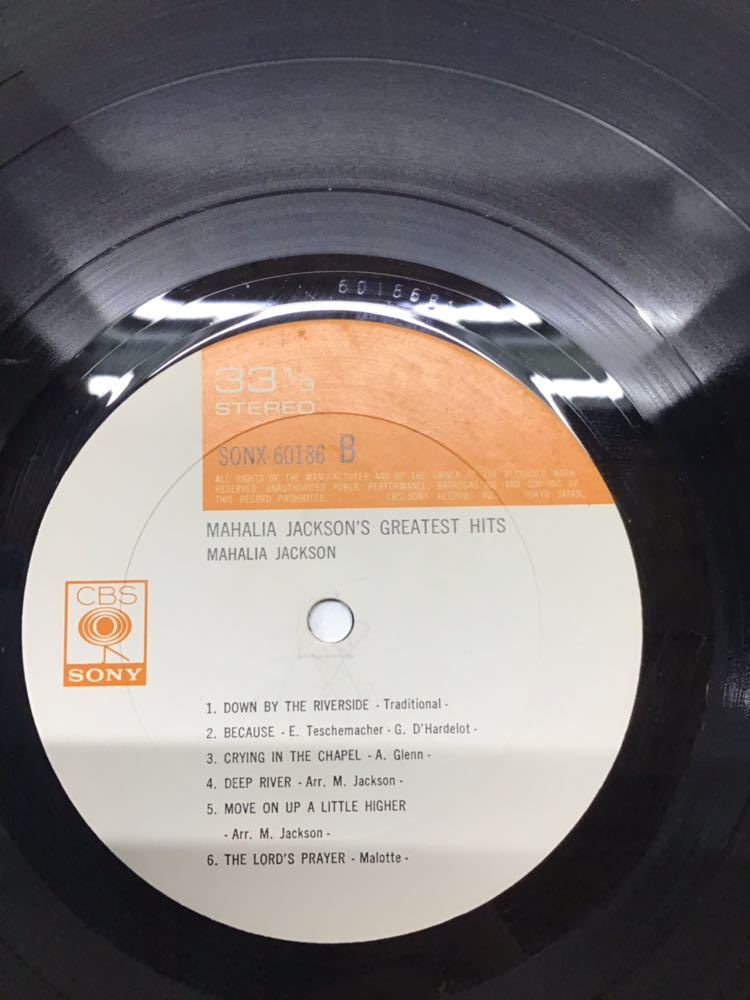 60186B1
33 1/3
STEREO
SONX-60186 B
ALL RIGHTS OF THE MANUFACTURER AND OF THE OWNER OF THE RECORDED WORK
RESERVED. UNAUTHORIZED PUBLIC PERFORMANCE, BROADCASTING AND COPYING OF
THIS RECORD PROHIBITED. CBS/SONY RECORDS INC. TOKYO JAPAN.
MAHALIA JACKSON'S GREATEST HITS
MAHALIA JACKSON
CBS
SONY
1. DOWN BY THE RIVERSIDE - Traditional -
2. BECAUSE - E. Teschemacher - G. D'Hardelot -
3. CRYING IN THE CHAPEL - A. Glenn -
4. DEEP RIVER - Arr. M. Jackson -
5. MOVE ON UP A LITTLE HIGHER
- Arr. M. Jackson -
6. THE LORD'S PRAYER - Malotte -